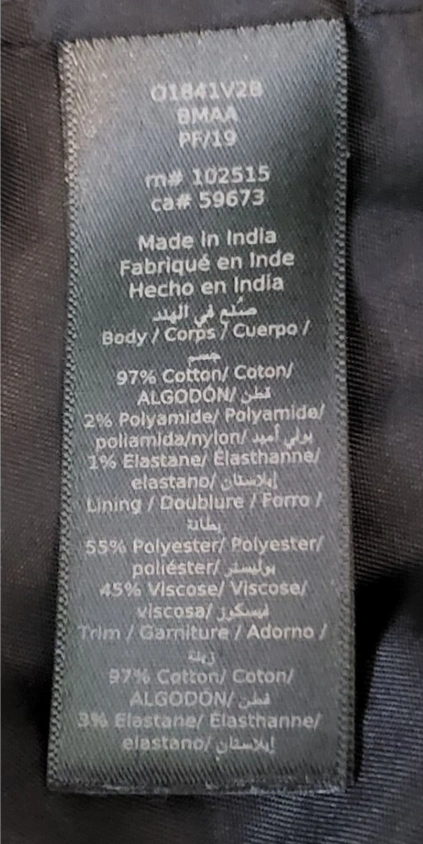 O1841V2B
BMAA
PF/19
rn# 102515
ca# 59673
Made in India
Fabriqué en Inde
Hecho en India
صُنع في الهند
Body / Corps / Cuerpo /
جسم
97% Cotton/ Coton/
ALGODÓN/ قطن
2% Polyamide/ Polyamide/
poliamida/nylon/ بولي أميد
1% Elastane/ Élasthanne/
elastano/ إيلاستان
Lining / Doublure / Forro /
بطانة
55% Polyester/ Polyester/
poliéster/ بوليستر
45% Viscose/ Viscose/
viscosa/ فيسكوز
Trim / Garniture / Adorno /
زينة
97% Cotton/ Coton/
ALGODÓN/ قطن
3% Elastane/ Élasthanne/
elastano/ إيلاستان